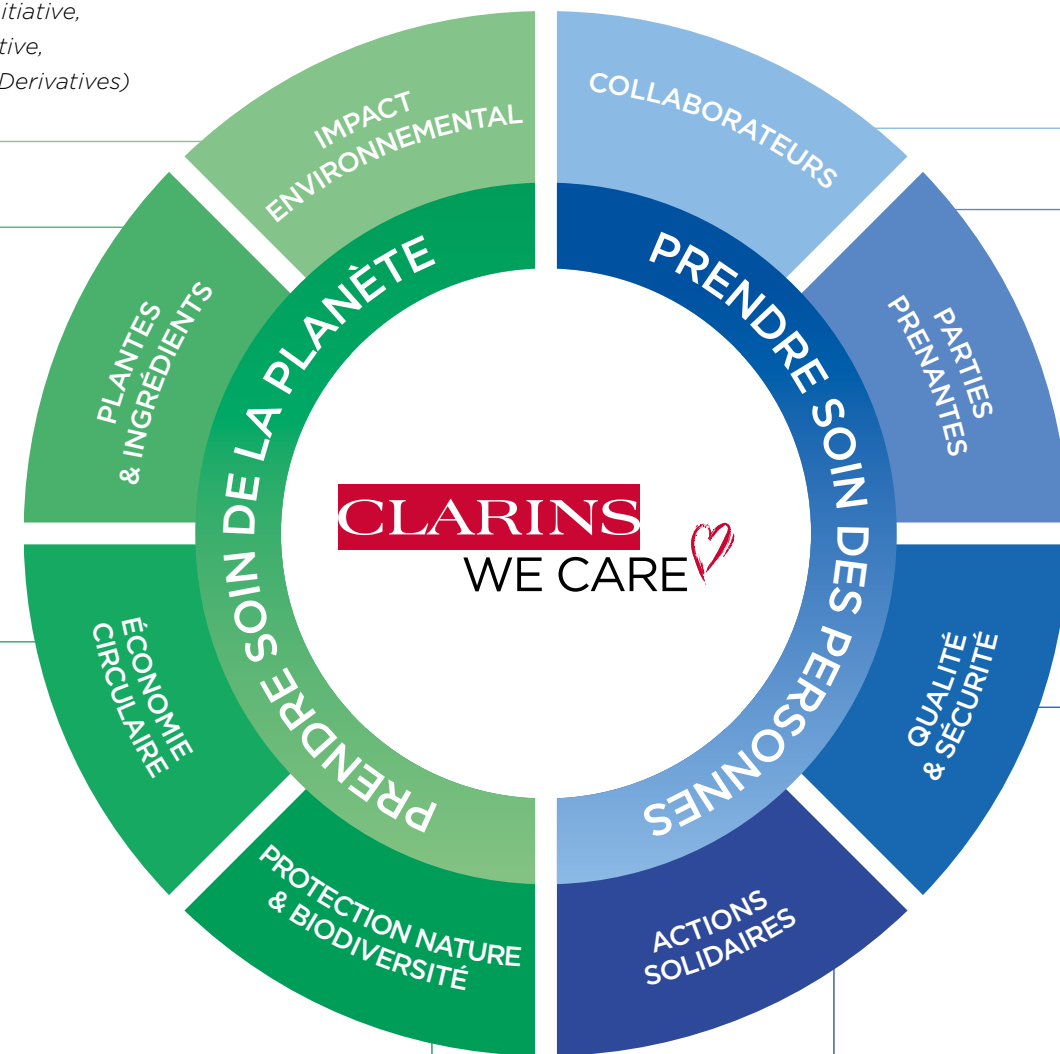 itiative,
tive,
Derivatives)
IMPACT
ENVIRONNEMENTAL
COLLABORATEURS
PLANTES
& INGRÉDIENTS
PARTIES
PRENANTES
PRENDRE SOIN DE LA PLANÈTE
PRENDRE SOIN DES PERSONNES
CLARINS
WE CARE
ÉCONOMIE
CIRCULAIRE
QUALITÉ
& SÉCURITÉ
PROTECTION NATURE
& BIODIVERSITÉ
ACTIONS
SOLIDAIRES